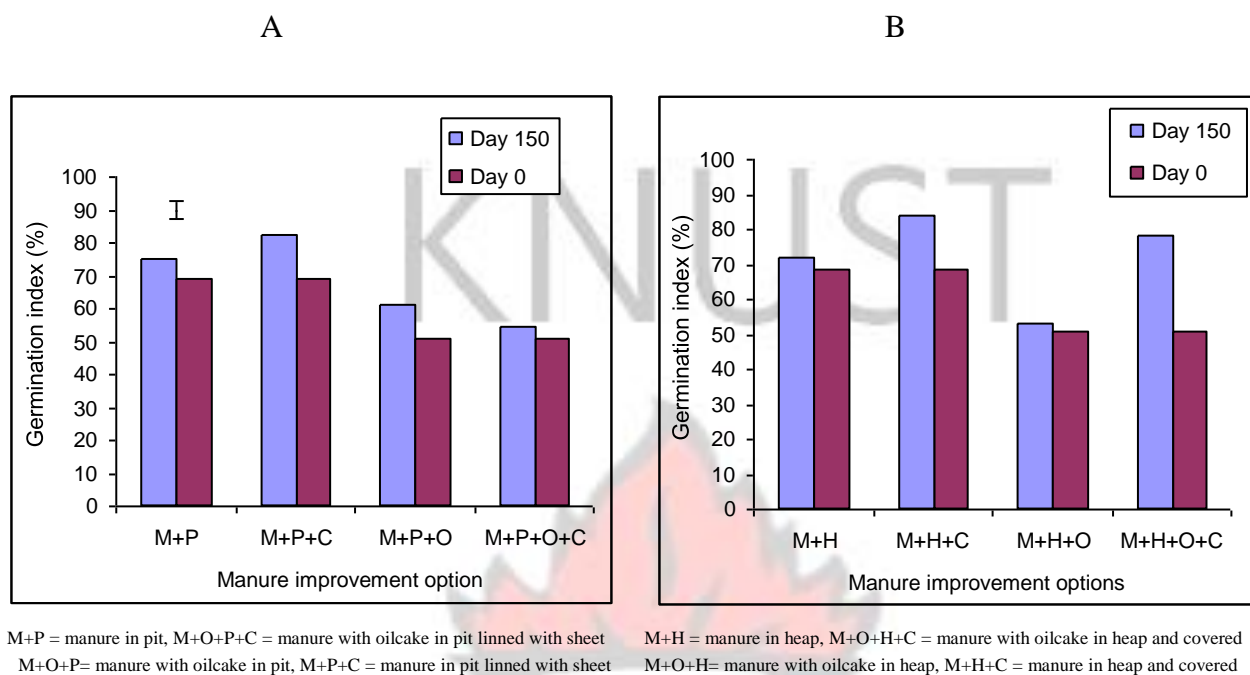 A
B
Day 150
Day 0
100
90
80
70
60
50
40
30
20
10
0
Germination index (%)
M+P
M+P+C
M+P+O
M+P+O+C
Manure improvement option
Day 150
Day 0
100
90
80
70
60
50
40
30
20
10
0
Germination index (%)
M+H
M+H+C
M+H+O
M+H+O+C
Manure improvement options
KNUST
M+P = manure in pit, M+O+P+C = manure with oilcake in pit linned with sheet
M+O+P= manure with oilcake in pit, M+P+C = manure in pit linned with sheet
M+H = manure in heap, M+O+H+C = manure with oilcake in heap and covered
M+O+H= manure with oilcake in heap, M+H+C = manure in heap and covered